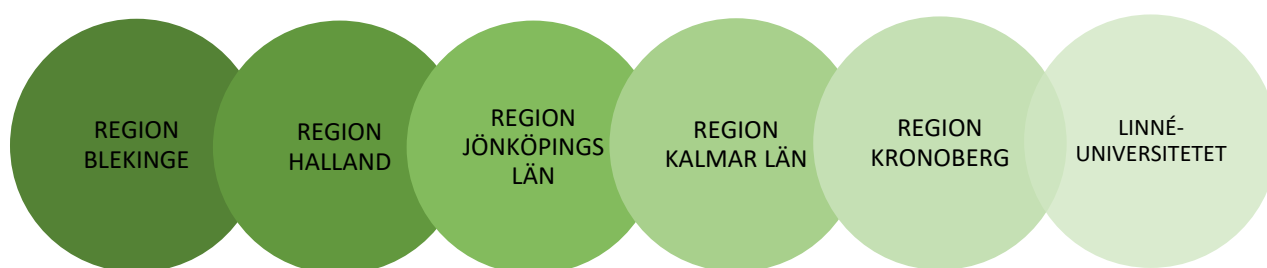 REGION
BLEKINGE
REGION
HALLAND
REGION
JÖNKÖPINGS
LÄN
REGION
KALMAR LÄN
REGION
KRONOBERG
LINNÉ-
UNIVERSITETET